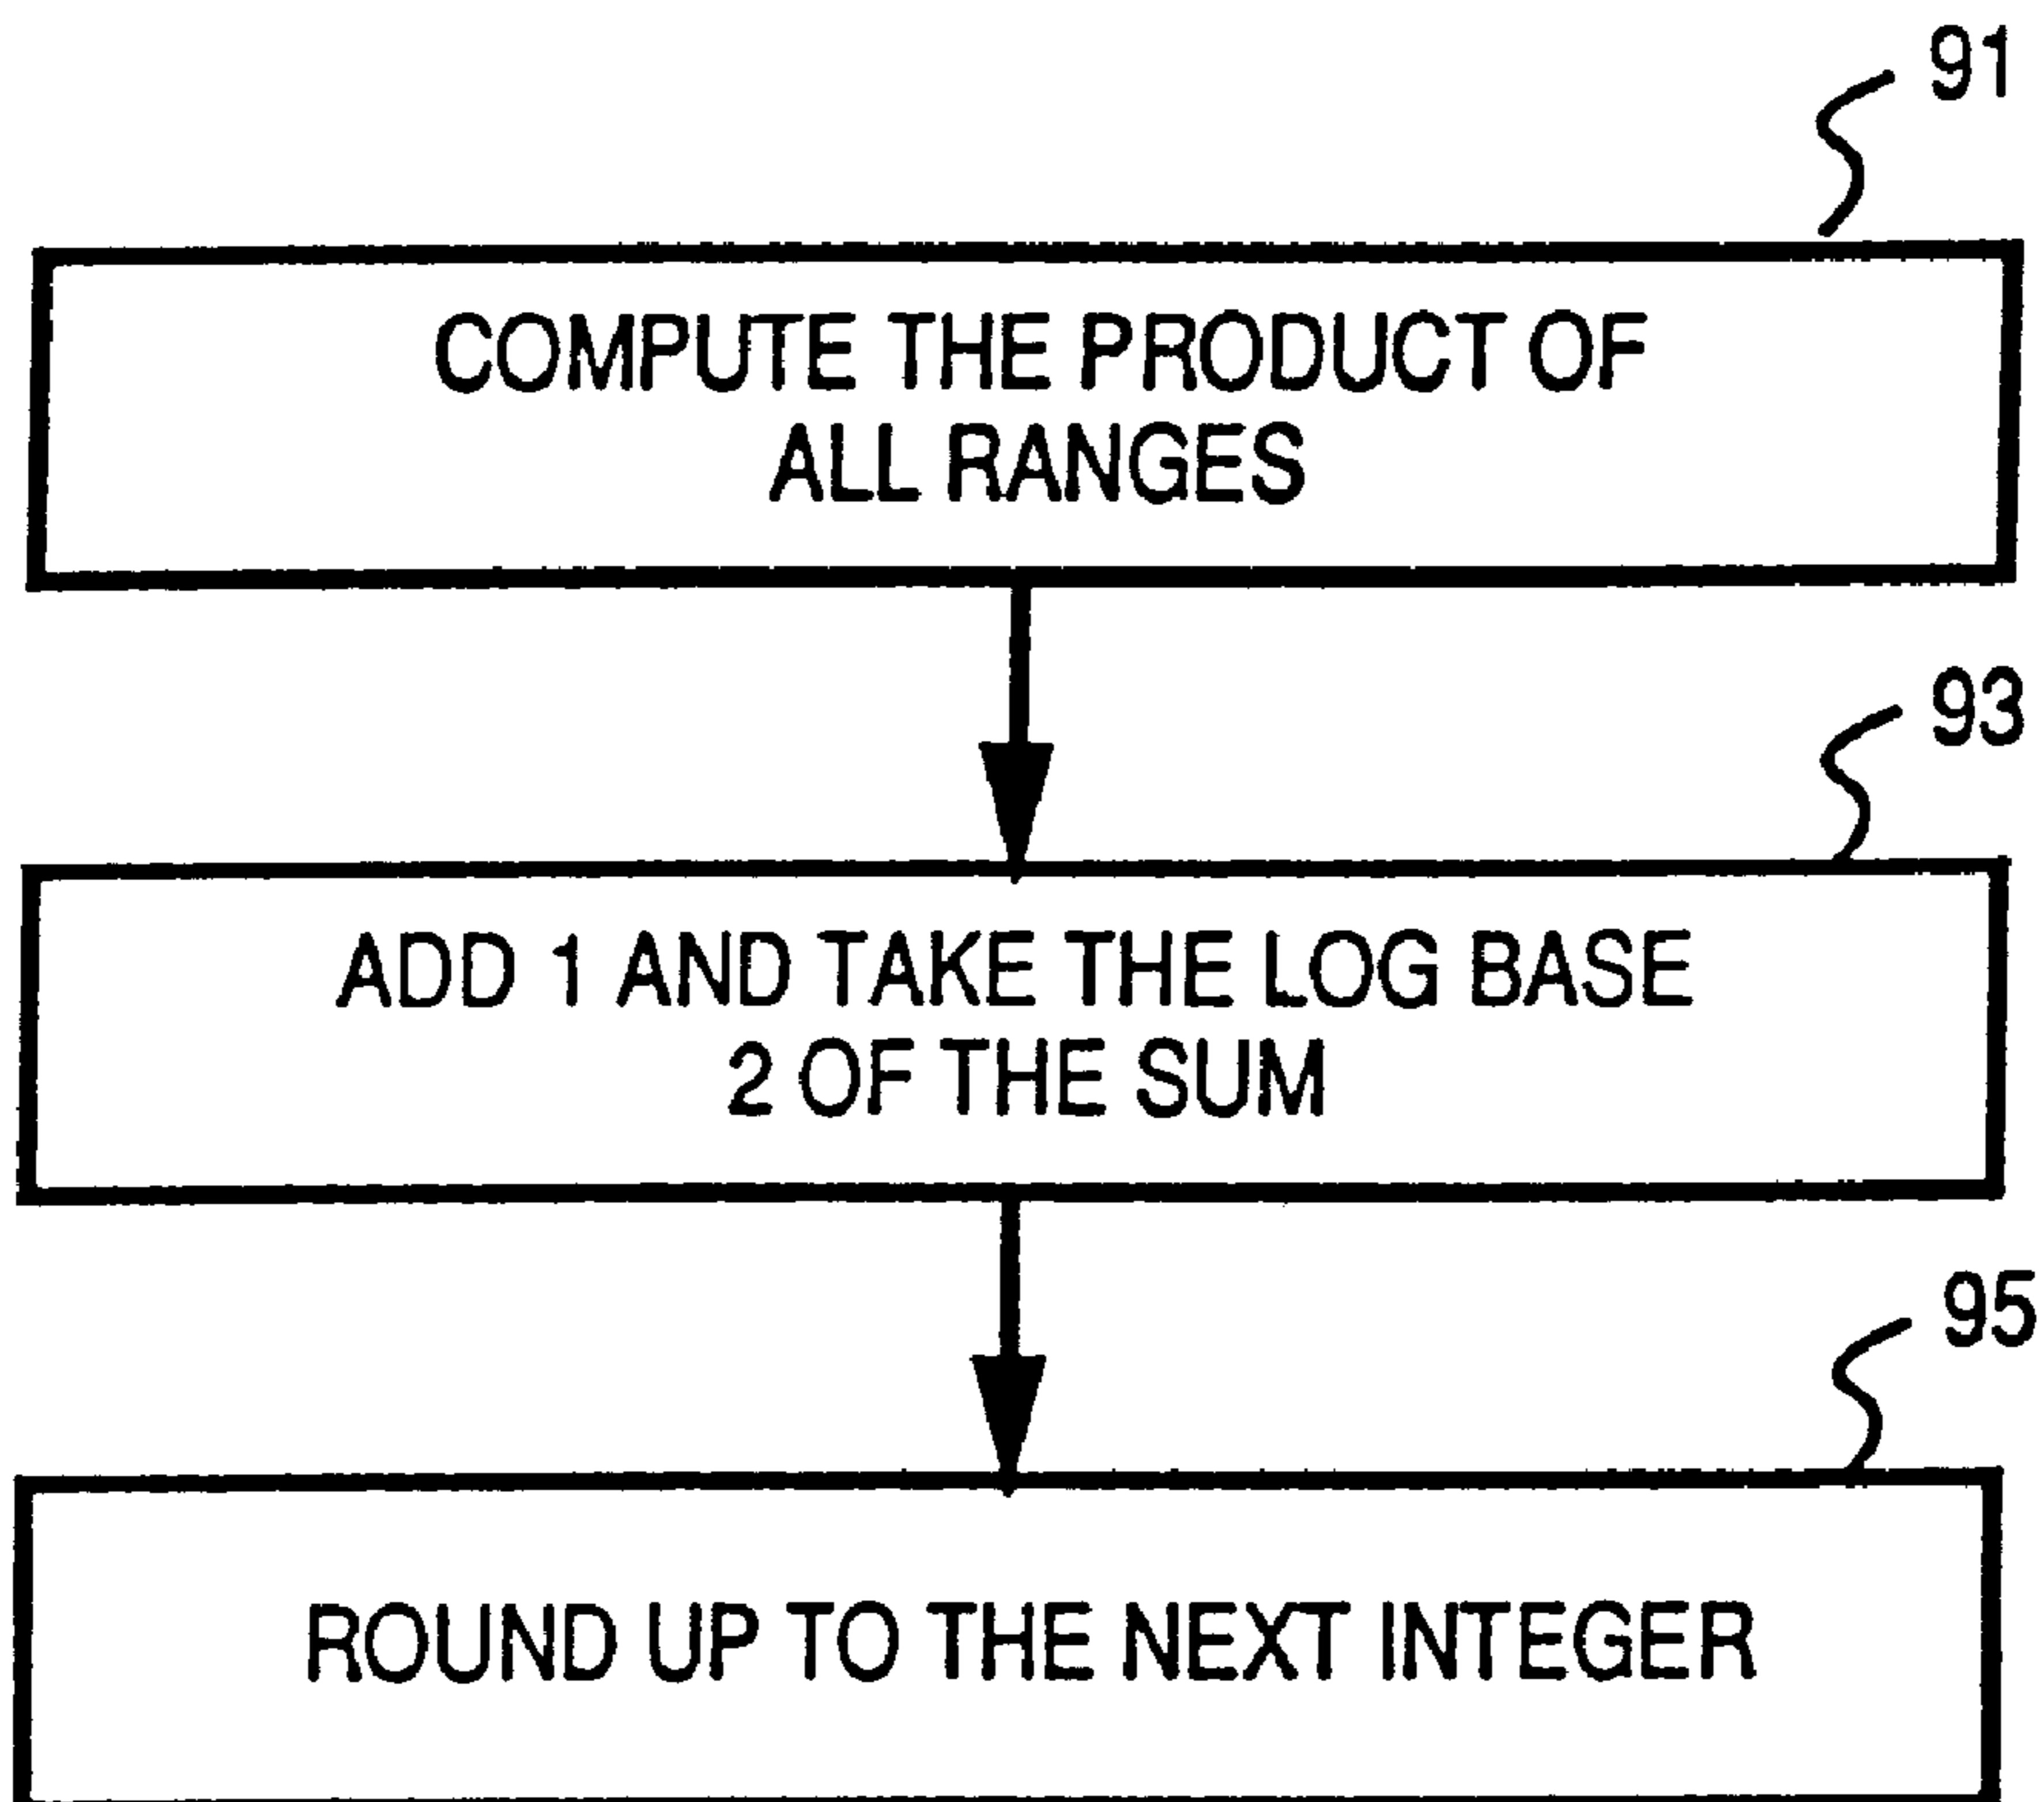 91
COMPUTE THE PRODUCT OF
ALL RANGES
93
ADD 1 AND TAKE THE LOG BASE
2 OF THE SUM
95
ROUND UP TO THE NEXT INTEGER